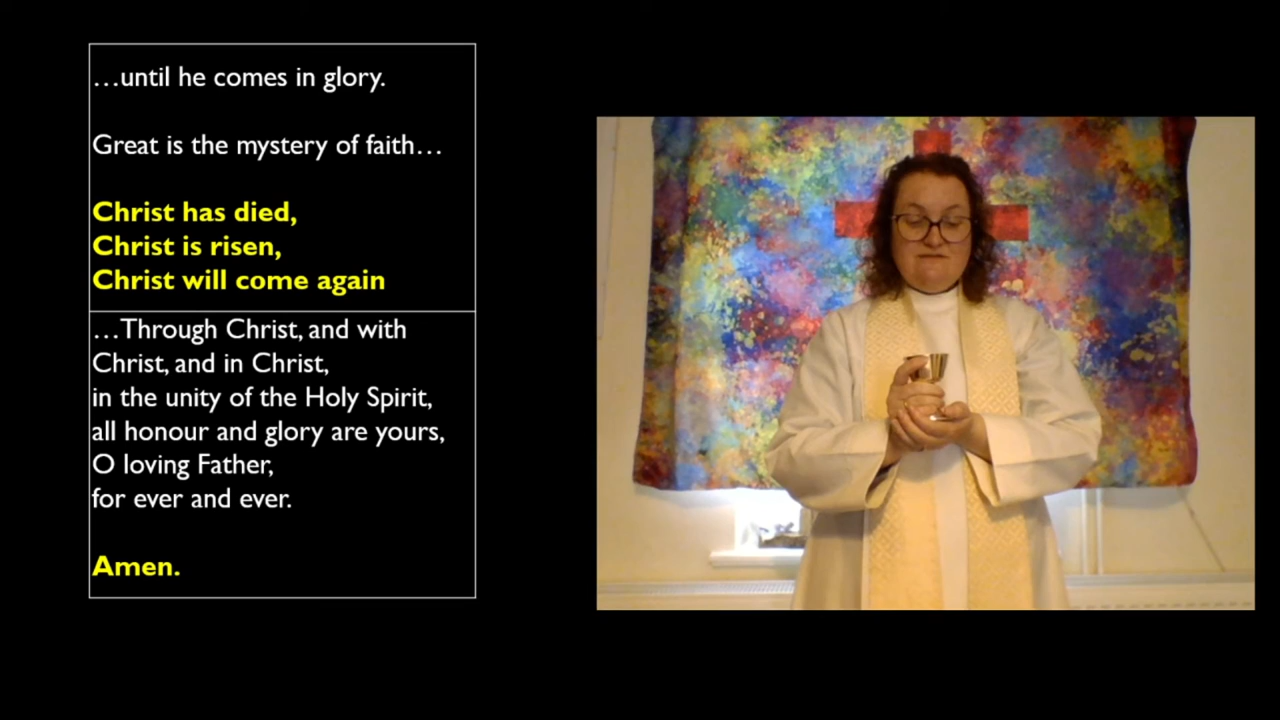 …until he comes in glory.
Great is the mystery of faith…
Christ has died,
Christ is risen,
Christ will come again
…Through Christ, and with
Christ, and in Christ,
in the unity of the Holy Spirit,
all honour and glory are yours,
O loving Father,
for ever and ever.
Amen.